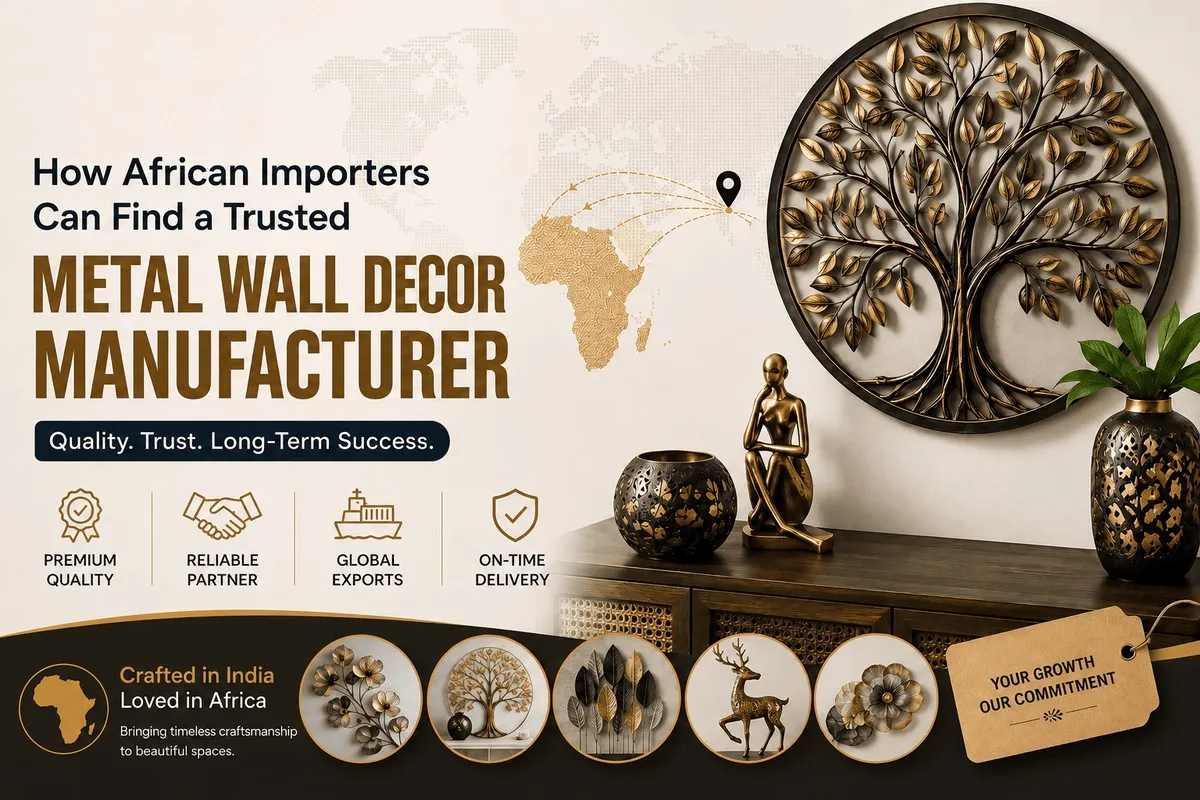 How African Importers
Can Find a Trusted
METAL WALL DECOR
MANUFACTURER
Quality. Trust. Long-Term Success.
PREMIUM
QUALITY
RELIABLE
PARTNER
GLOBAL
EXPORTS
ON-TIME
DELIVERY
Crafted in India
Loved in Africa
Bringing timeless craftsmanship
to beautiful spaces.
YOUR GROWTH
OUR COMMITMENT